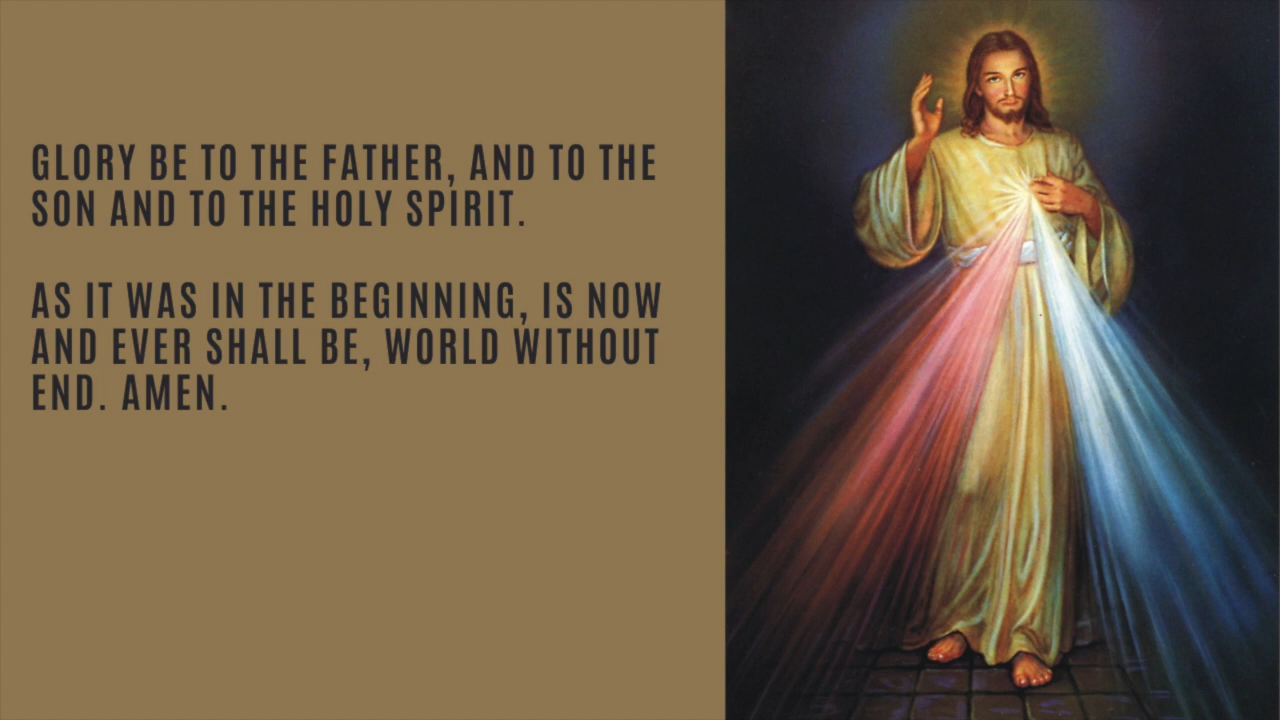 GLORY BE TO THE FATHER, AND TO THE
SON AND TO THE HOLY SPIRIT.
AS IT WAS IN THE BEGINNING, IS NOW
AND EVER SHALL BE, WORLD WITHOUT
END. AMEN.